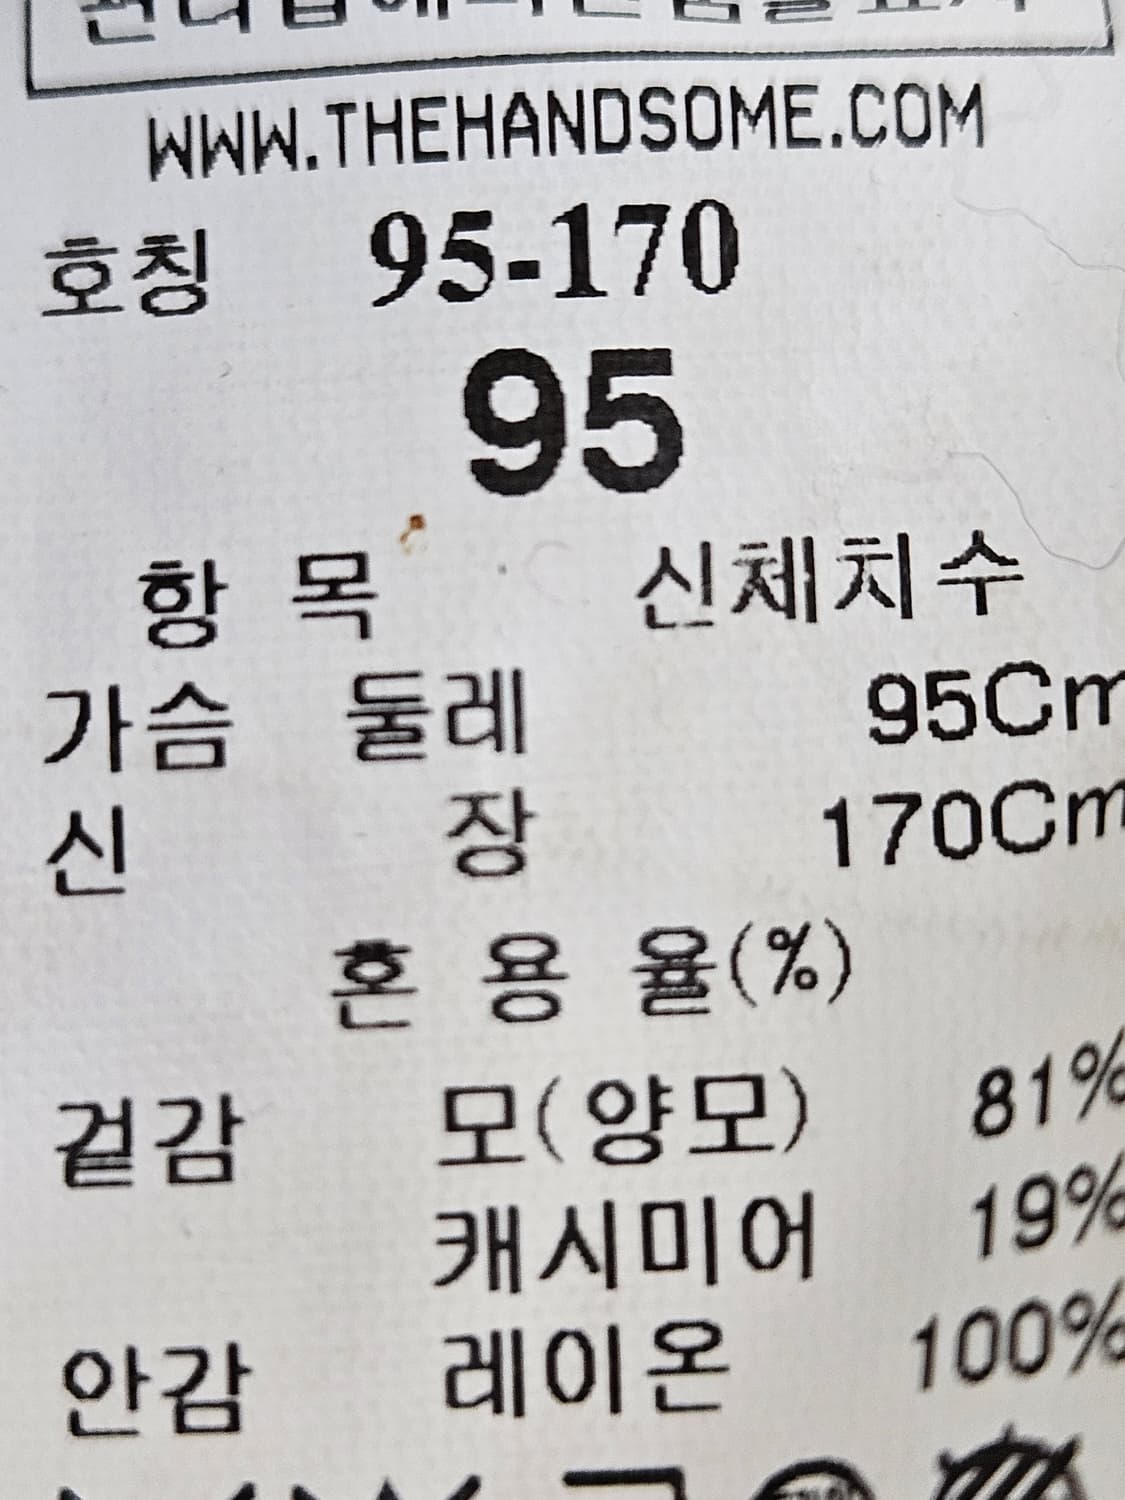 WWW.THEHANDSOME.COM
호칭 95-170
95
항 목 신체치수
가슴 둘레 95Cm
신 장 170Cm
혼 용 율(%)
겉감 모(양모) 81%
캐시미어 19%
안감 레이온 100%